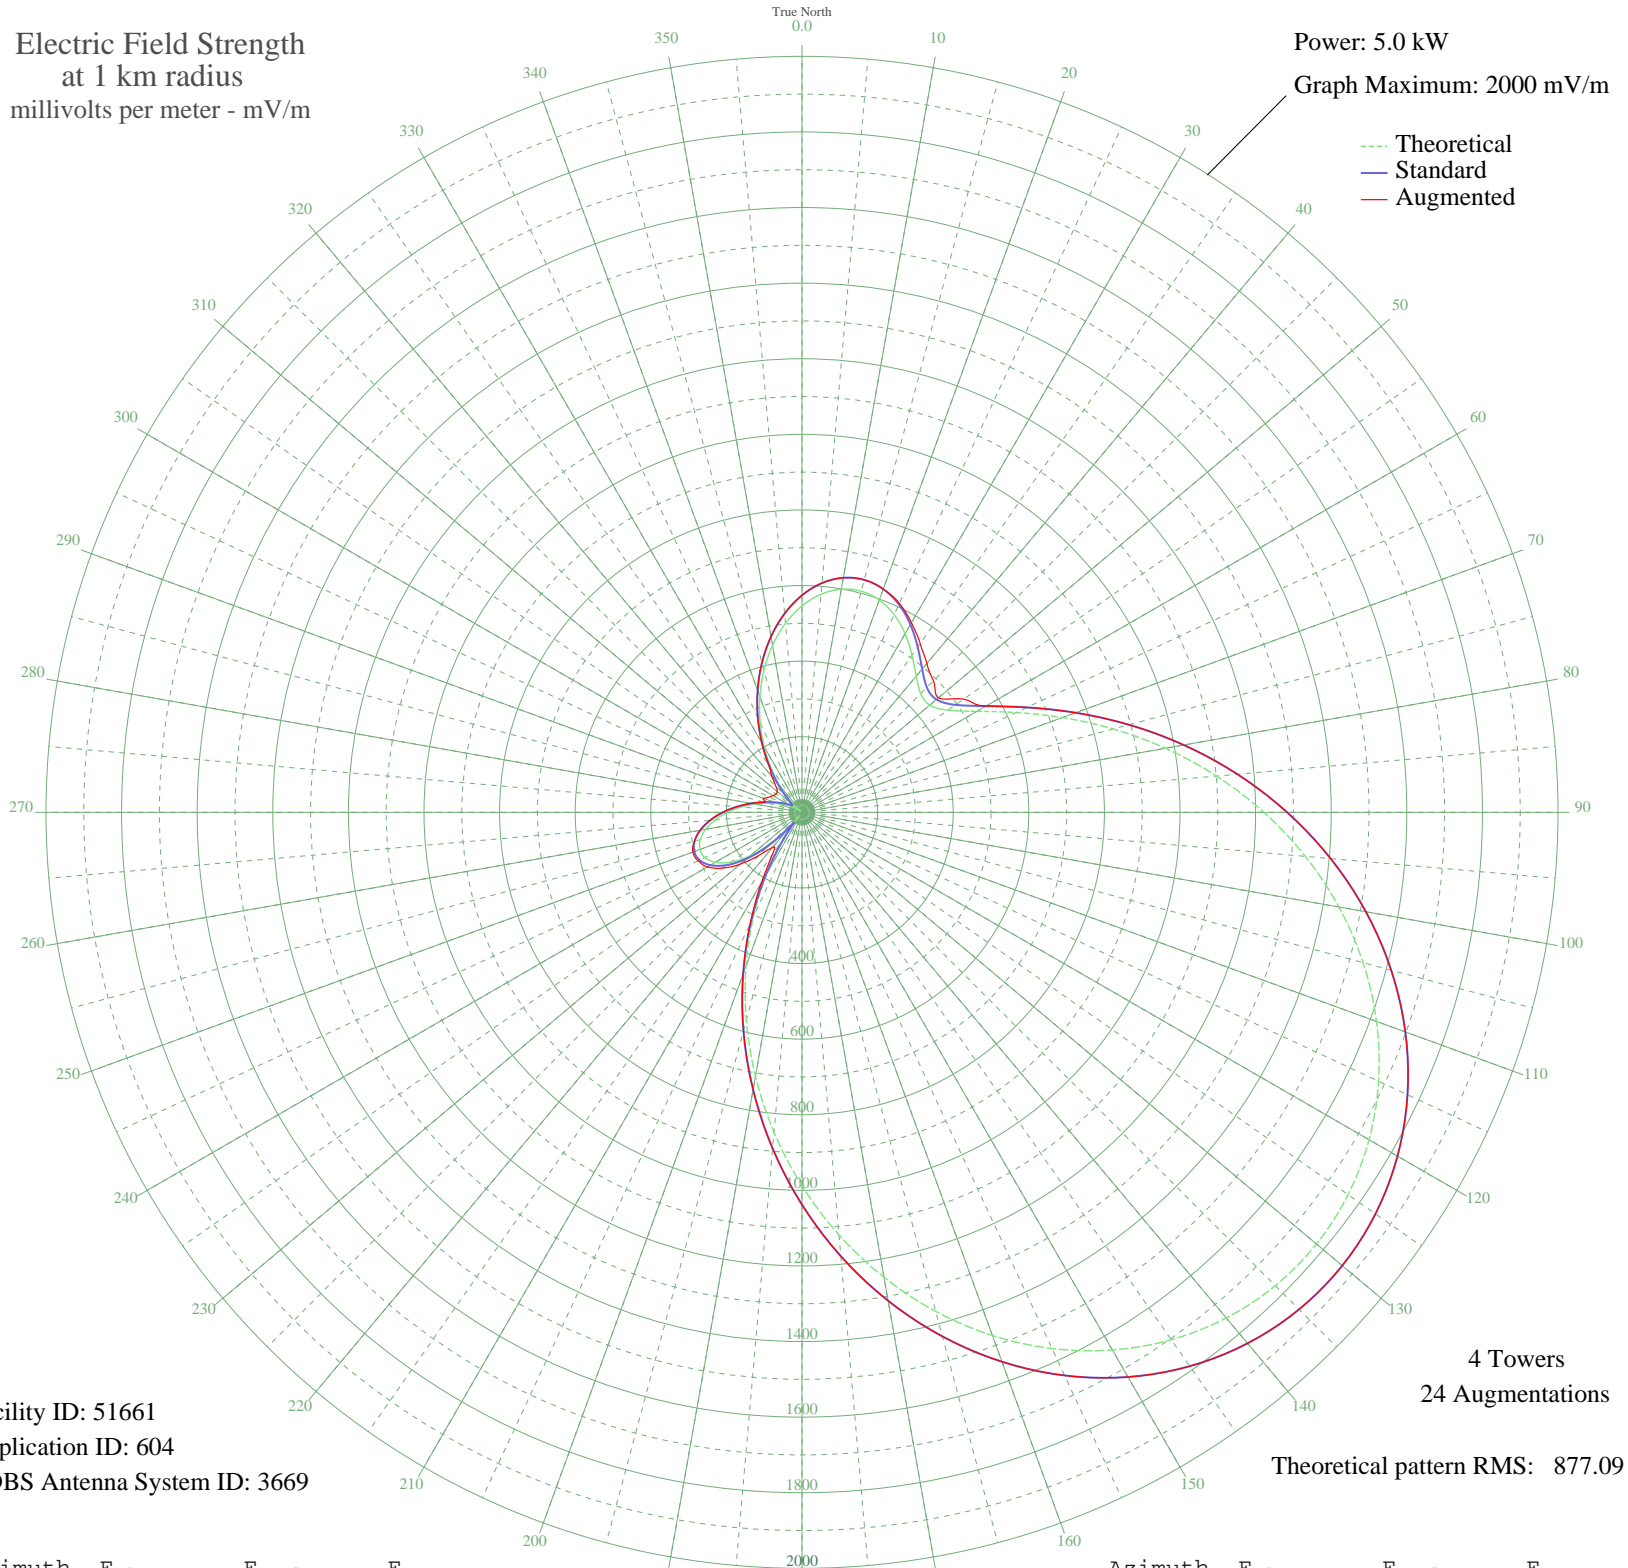 True North
0.0
Electric Field Strength
at 1 km radius
millivolts per meter - mV/m
Power: 5.0 kW
Graph Maximum: 2000 mV/m
Theoretical
Standard
Augmented
10
20
30
40
50
60
70
80
90
100
110
120
130
140
150
160
200
210
220
230
240
250
260
270
280
290
300
310
320
330
340
350
400
600
800
1000
1200
1400
1600
1800
2000
4 Towers
24 Augmentations
Theoretical pattern RMS: 877.09
cility ID: 51661
plication ID: 604
DBS Antenna System ID: 3669
imuth E E E
Azimuth E E E